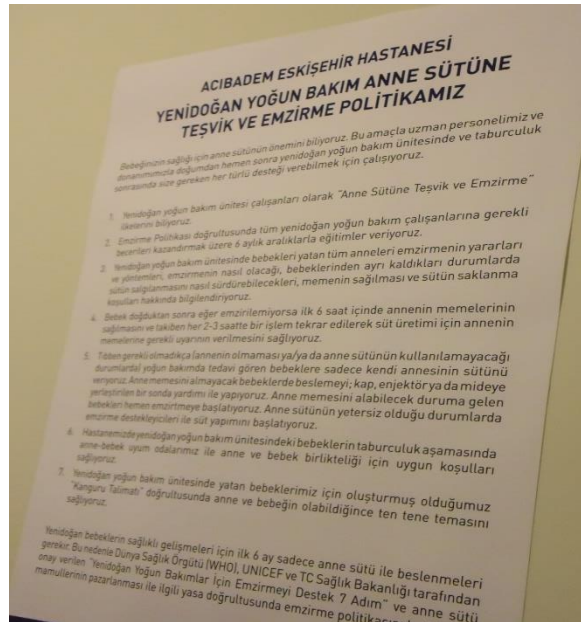 ACIBADEM ESKİŞEHİR HASTANESİ
YENİDOĞAN YOĞUN BAKIM ANNE SÜTÜNE
TEŞVİK VE EMZİRME POLİTİKAMIZ
Bebeğinizin sağlığı için anne sütünün önemini biliyoruz. Bu amaçla uzman personelimiz ve
donanımımızla doğumdan hemen sonra yenidoğan yoğun bakım ünitesinde ve taburculuk
sonrasında size gereken her türlü desteği verebilmek için çalışıyoruz.
1. Yenidoğan yoğun bakım ünitesi çalışanları olarak "Anne Sütüne Teşvik ve Emzirme"
ilkelerini biliyoruz.
2. Emzirme Politikası doğrultusunda tüm yenidoğan yoğun bakım çalışanlarına gerekli
becerileri kazandırmak üzere 6 aylık aralıklarla eğitimler veriyoruz.
3. Yenidoğan yoğun bakım ünitesinde bebekleri yatan tüm anneleri emzirmenin yararları
ve yöntemleri, emzirmenin nasıl olacağı, bebeklerinden ayrı kaldıkları durumlarda
sütün salgılanmasını nasıl sürdürebilecekleri, memenin sağılması ve sütün saklanma
koşulları hakkında bilgilendiriyoruz.
4. Bebek doğduktan sonra eğer emzirilemiyorsa ilk 6 saat içinde annenin memelerinin
sağılmasını ve takiben her 2-3 saatte bir işlem tekrar edilerek süt üretimi için annenin
memelerine gerekli uyarının verilmesini sağlıyoruz.
5. Tıbben gerekli olmadıkça (annenin olmaması ya/ya da anne sütünün kullanılamayacağı
durumlarda) yoğun bakımda tedavi gören bebeklere sadece kendi annesinin sütünü
veriyoruz. Anne memesini almayacak bebeklerde beslemeyi; kap, enjektör ya da mideye
yerleştirilen bir sonda yardımı ile yapıyoruz. Anne memesini alabilecek duruma gelen
bebekleri hemen emzirtmeye başlatıyoruz. Anne sütünün yetersiz olduğu durumlarda
emzirme destekleyicileri ile süt yapımını başlatıyoruz.
6. Hastanemizde yenidoğan yoğun bakım ünitesindeki bebeklerin taburculuk aşamasında
anne-bebek uyum odalarımız ile anne ve bebek birlikteliği için uygun koşulları
sağlıyoruz.
7. Yenidoğan yoğun bakım ünitesinde yatan bebeklerimiz için oluşturmuş olduğumuz
"Kanguru Talimatı" doğrultusunda anne ve bebeğin olabildiğince ten tene temasını
sağlıyoruz.
Yenidoğan bebeklerin sağlıklı gelişmeleri için ilk 6 ay sadece anne sütü ile beslenmeleri
gerekir. Bu nedenle Dünya Sağlık Örgütü (WHO), UNICEF ve TC Sağlık Bakanlığı tarafından
onay verilen "Yenidoğan Yoğun Bakımlar İçin Emzirmeyi Destek 7 Adım" ve anne sütü
mamullerinin pazarlanması ile ilgili yasa doğrultusunda emzirme